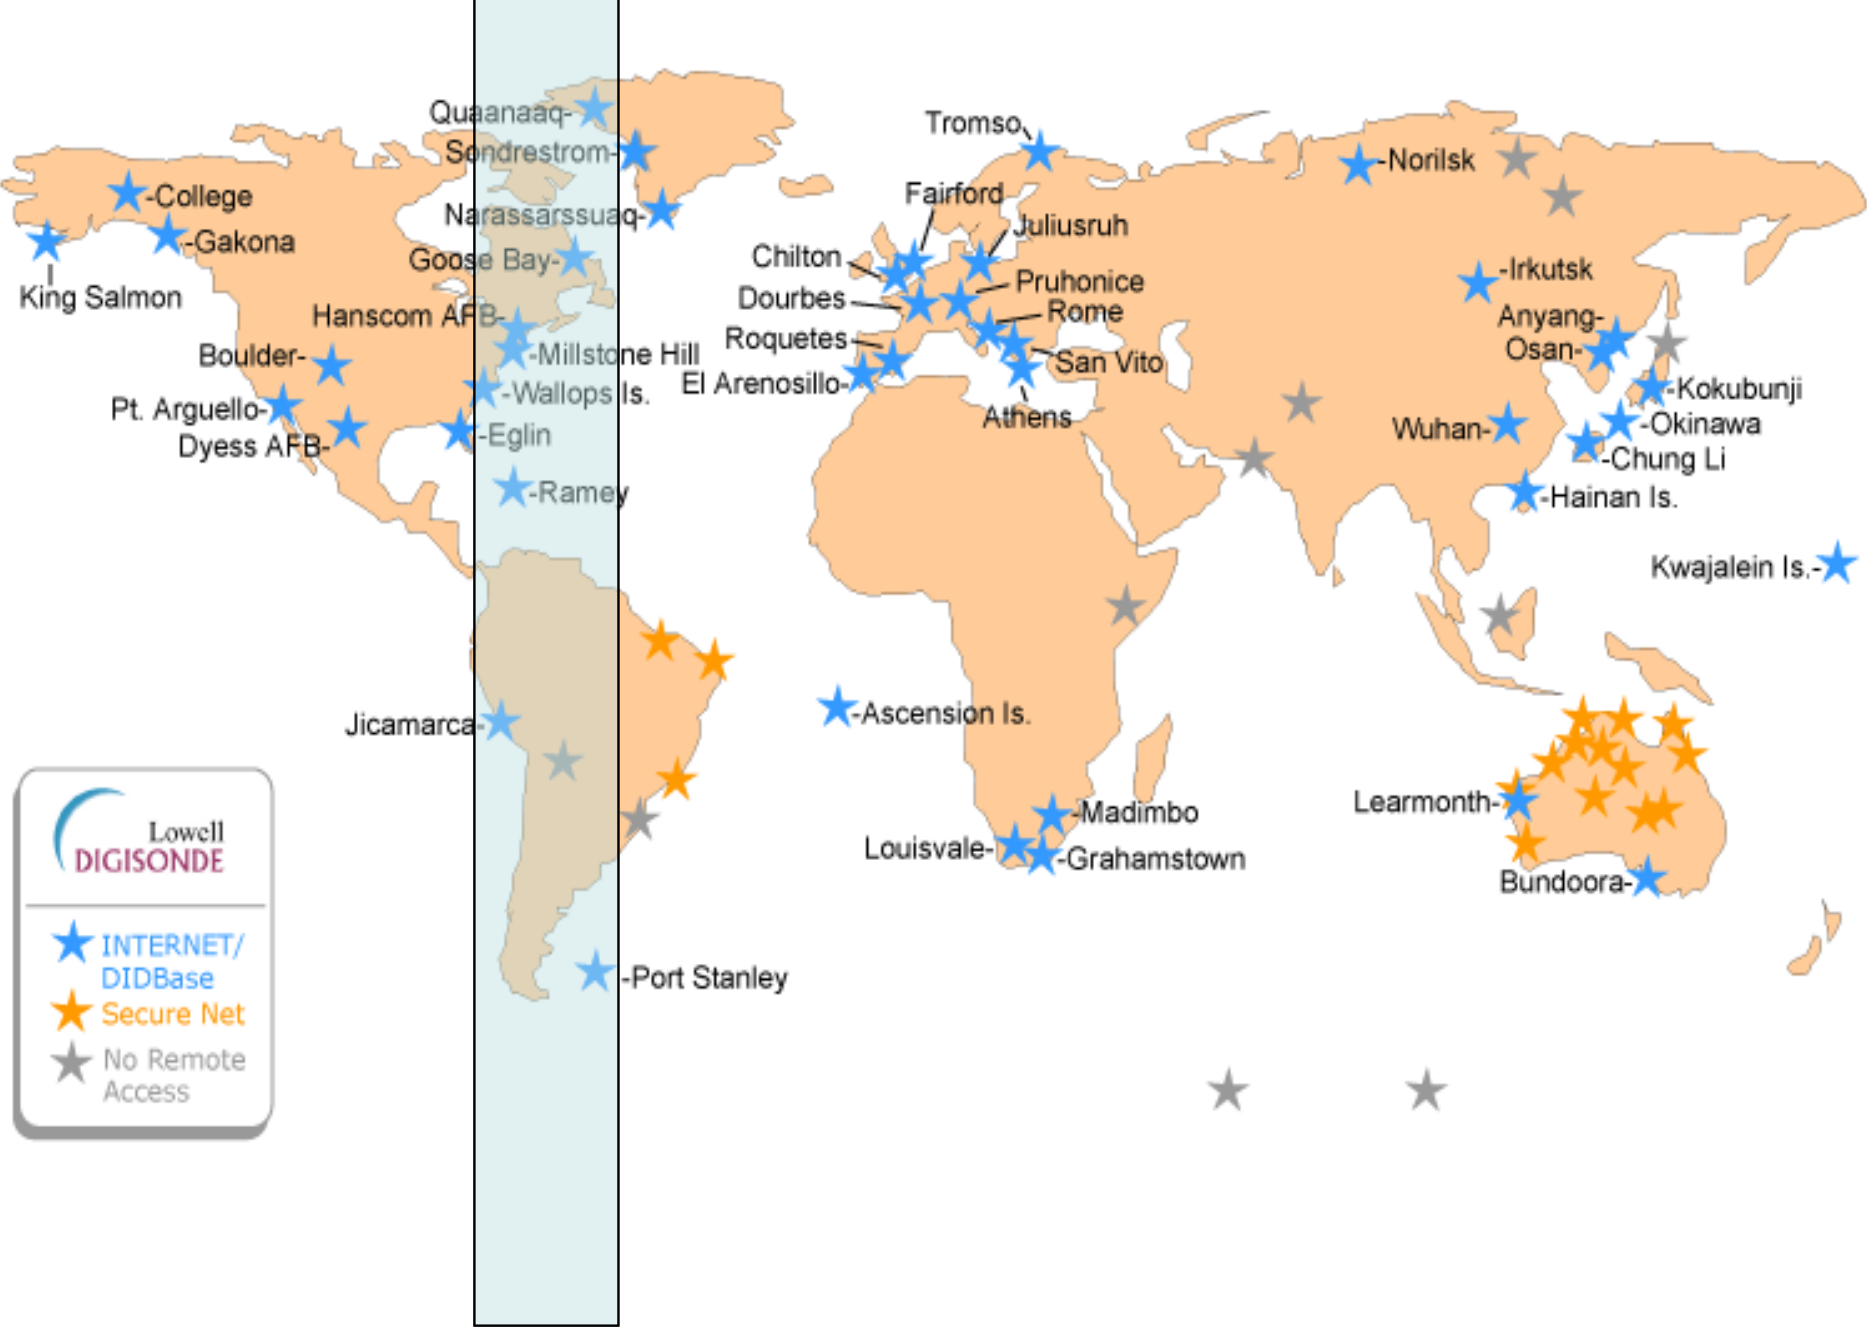 Quaanaaq-
Tromso
Sondrestrom-
-Norilsk
-College
Fairford
Narassarssuaq-
Juliusruh
-Gakona
Chilton
Goose Bay-
-Irkutsk
Pruhonice
King Salmon
Dourbes
Rome
Hanscom AFB-
Anyang-
Roquetes
Osan-
Boulder-
-Millstone Hill
San Vito
El Arenosillo-
-Wallops Is.
-Kokubunji
Pt. Arguello-
Athens
-Okinawa
Wuhan-
-Eglin
Dyess AFB-
-Chung Li
-Ramey
-Hainan Is.
Kwajalein Is.-
-Ascension Is.
Jicamarca-
Learmonth-
-Madimbo
Louisvale-
-Grahamstown
Bundoora-
-Port Stanley
Lowell
DIGISONDE
INTERNET/
DIDBase
Secure Net
No Remote
Access